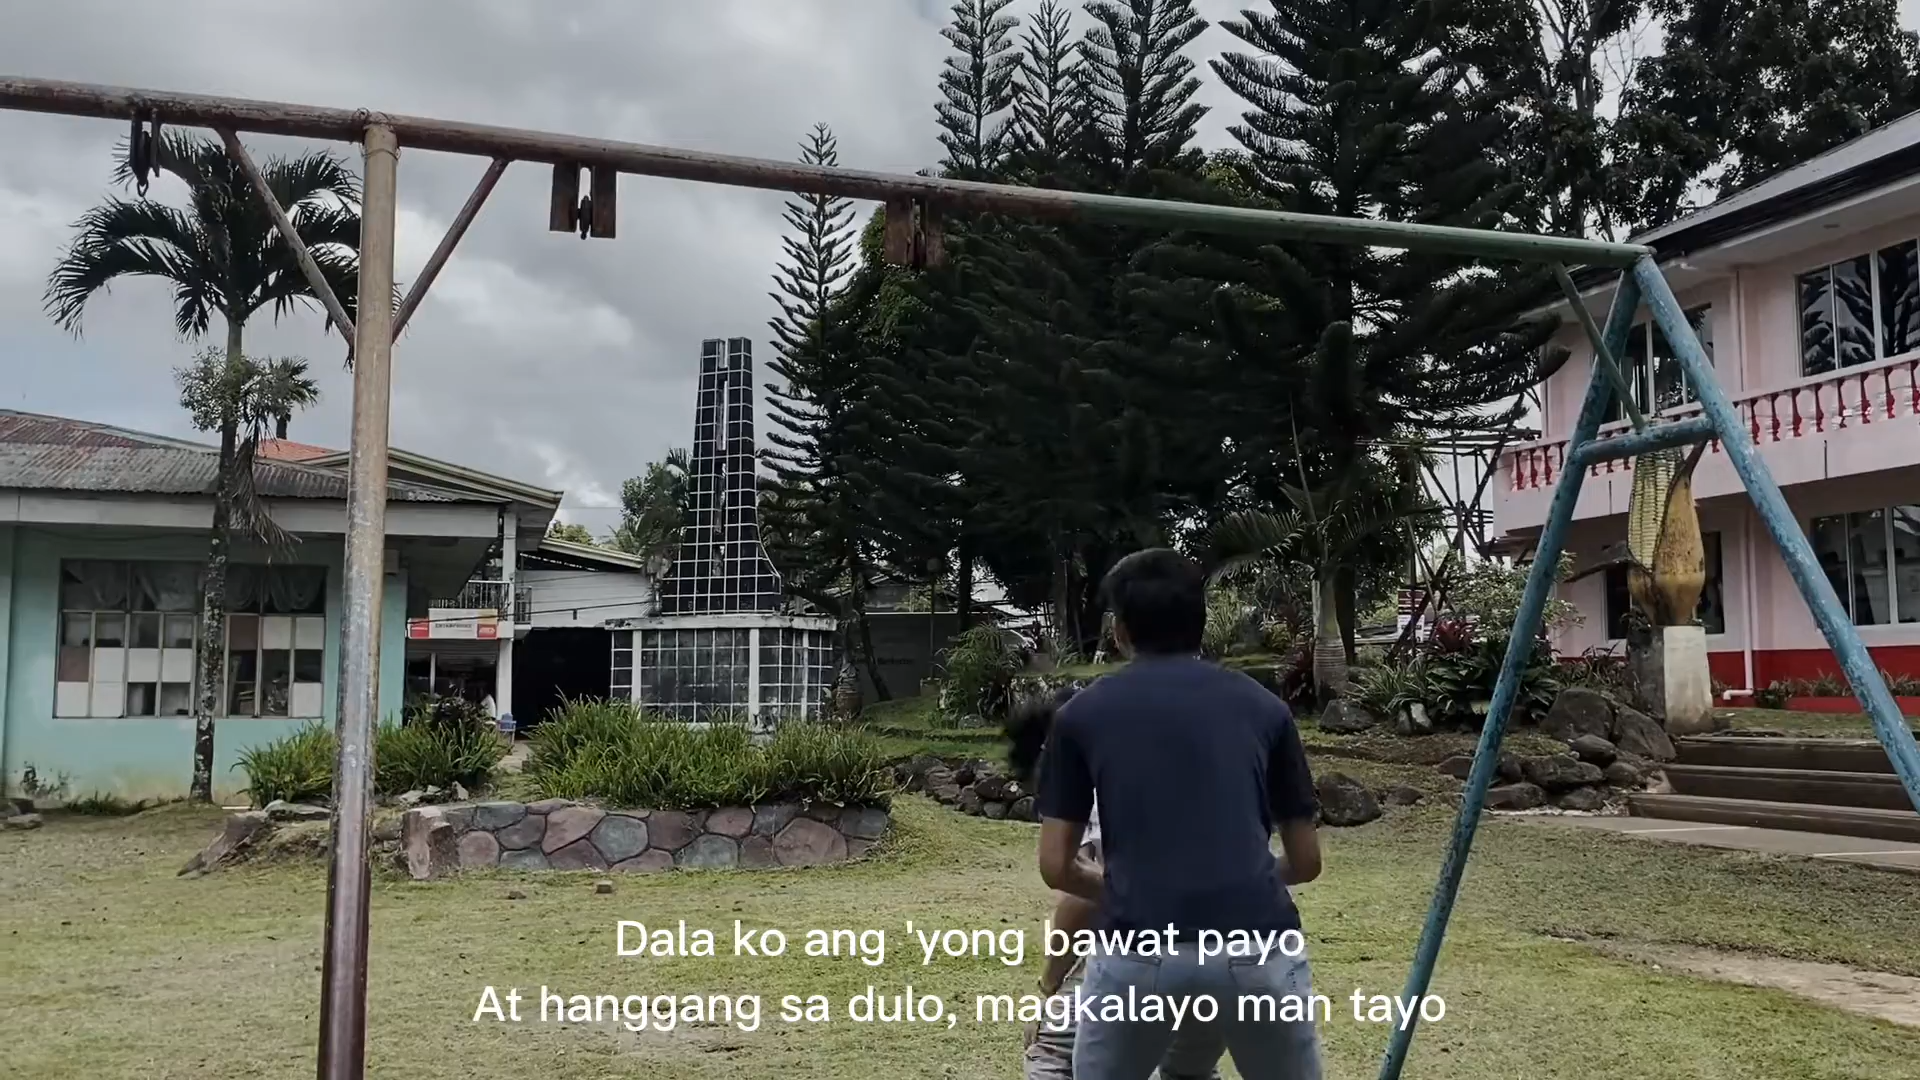 Dala ko ang 'yong bawat payo
At hanggang sa dulo, magkalayo man tayo